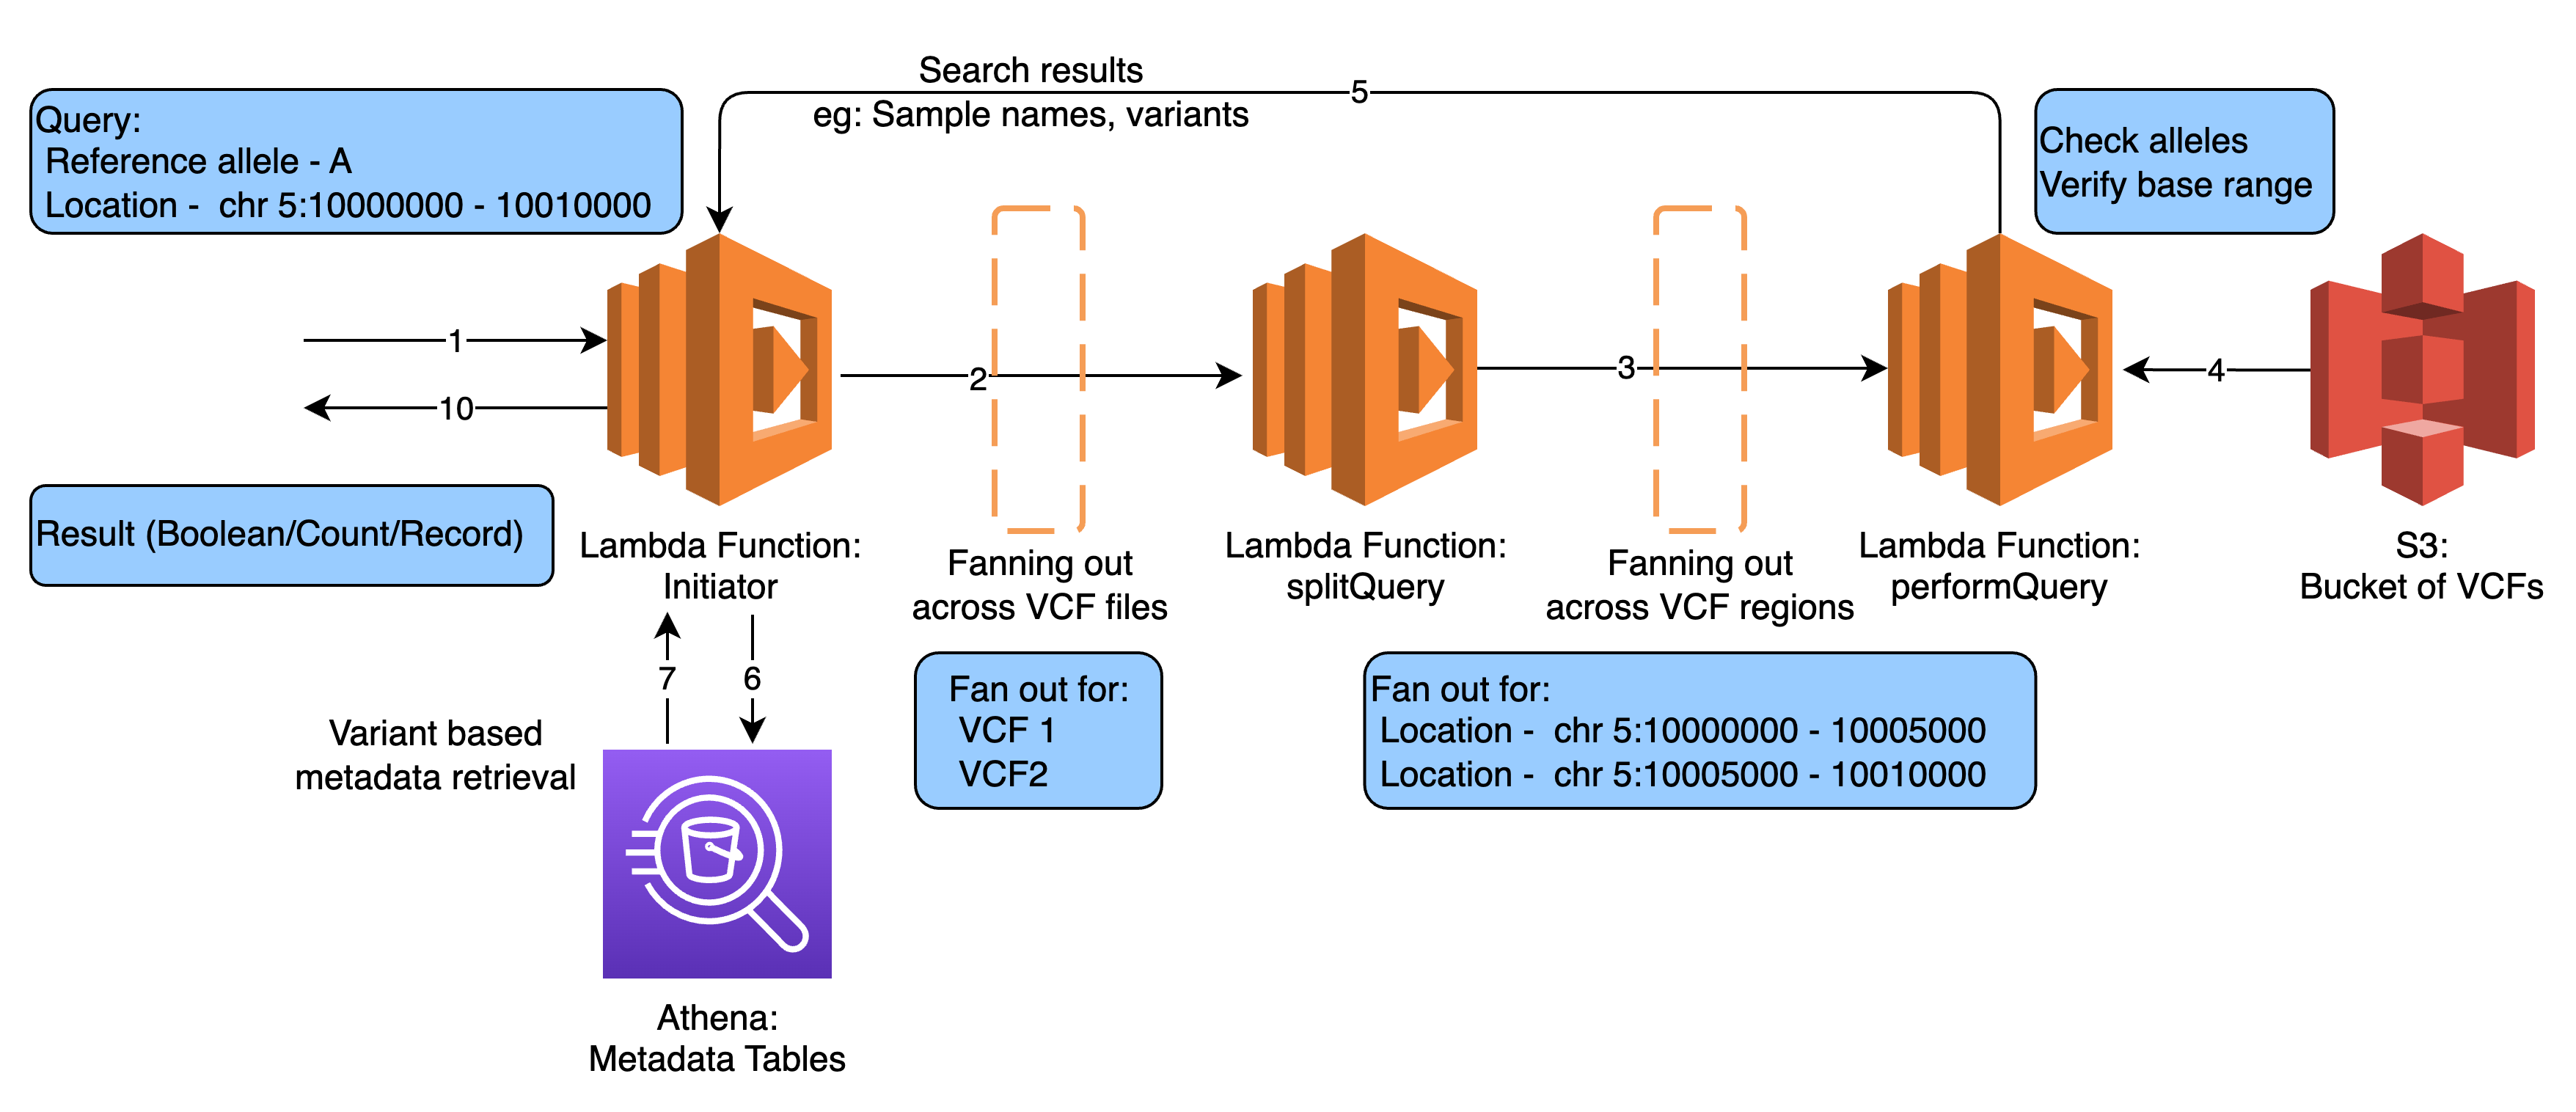 Search results
eg: Sample names, variants
5
Query:
Reference allele - A
Location - chr 5:10000000 - 10010000
Check alleles
Verify base range
1
10
2
3
4
Result (Boolean/Count/Record)
Lambda Function:
Initiator
Fanning out
across VCF files
Lambda Function:
splitQuery
Fanning out
across VCF regions
Lambda Function:
performQuery
S3:
Bucket of VCFs
7
6
Variant based
metadata retrieval
Fan out for:
VCF 1
VCF2
Fan out for:
Location - chr 5:10000000 - 10005000
Location - chr 5:10005000 - 10010000
Athena:
Metadata Tables